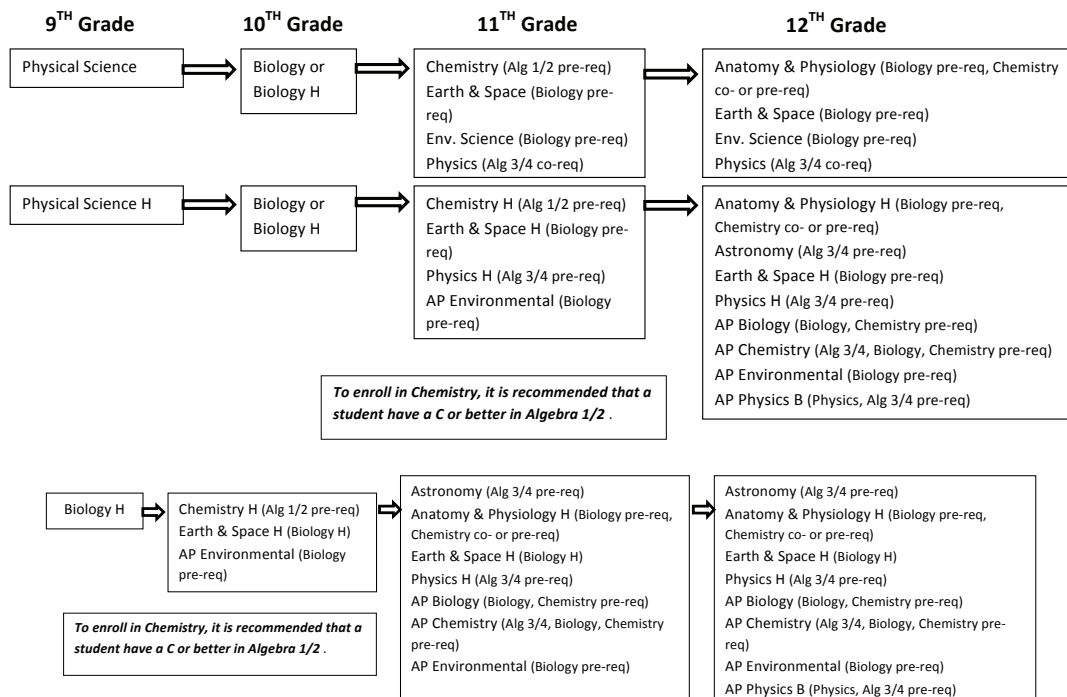 9TH Grade
10TH Grade
11TH Grade
12TH Grade
Physical Science
Biology or
Biology H
Chemistry (Alg 1/2 pre-req)
Earth & Space (Biology pre-
req)
Env. Science (Biology pre-req)
Physics (Alg 3/4 co-req)
Anatomy & Physiology (Biology pre-req, Chemistry
co- or pre-req)
Earth & Space (Biology pre-req)
Env. Science (Biology pre-req)
Physics (Alg 3/4 co-req)
Physical Science H
Biology or
Biology H
Chemistry H (Alg 1/2 pre-req)
Earth & Space H (Biology pre-
req)
Physics H (Alg 3/4 pre-req)
AP Environmental (Biology
pre-req)
Anatomy & Physiology H (Biology pre-req,
Chemistry co- or pre-req)
Astronomy (Alg 3/4 pre-req)
Earth & Space H (Biology pre-req)
Physics H (Alg 3/4 pre-req)
AP Biology (Biology, Chemistry pre-req)
AP Chemistry (Alg 3/4, Biology, Chemistry pre-req)
AP Environmental (Biology pre-req)
AP Physics B (Physics, Alg 3/4 pre-req)
To enroll in Chemistry, it is recommended that a
student have a C or better in Algebra 1/2 .
Biology H
Chemistry H (Alg 1/2 pre-req)
Earth & Space H (Biology H)
AP Environmental (Biology
pre-req)
Astronomy (Alg 3/4 pre-req)
Anatomy & Physiology H (Biology pre-req,
Chemistry co- or pre-req)
Earth & Space H (Biology H)
Physics H (Alg 3/4 pre-req)
AP Biology (Biology, Chemistry pre-req)
AP Chemistry (Alg 3/4, Biology, Chemistry
pre-req)
AP Environmental (Biology pre-req)
Astronomy (Alg 3/4 pre-req)
Anatomy & Physiology H (Biology pre-req,
Chemistry co- or pre-req)
Earth & Space H (Biology H)
Physics H (Alg 3/4 pre-req)
AP Biology (Biology, Chemistry pre-req)
AP Chemistry (Alg 3/4, Biology, Chemistry pre-
req)
AP Environmental (Biology pre-req)
AP Physics B (Physics, Alg 3/4 pre-req)
To enroll in Chemistry, it is recommended that a
student have a C or better in Algebra 1/2 .